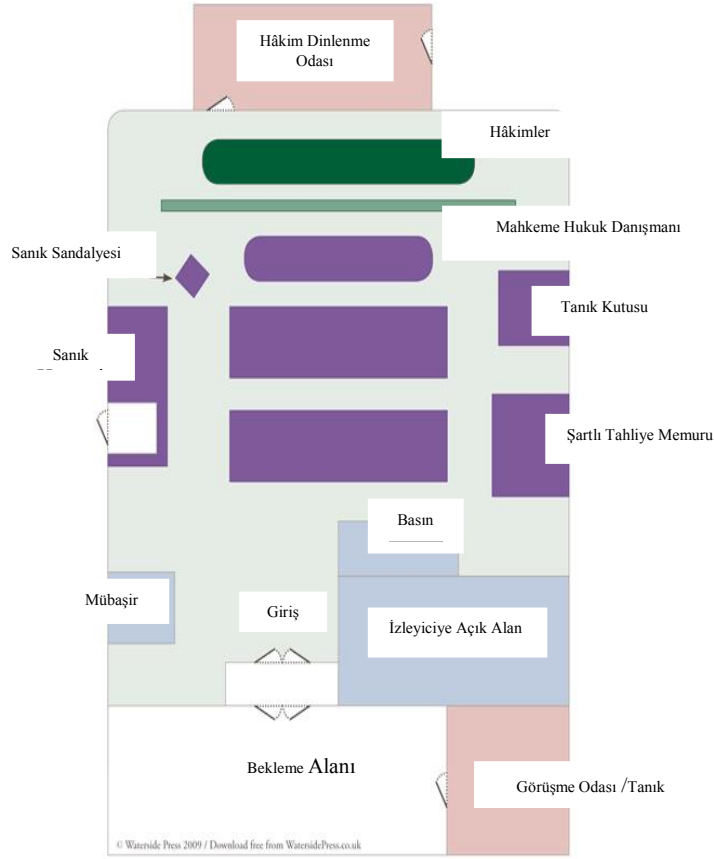 Hâkim Dinlenme
Odası
Hâkimler
Mahkeme Hukuk Danışmanı
Sanık Sandalyesi
Tanık Kutusu
Sanık
Şartlı Tahliye Memuru
Basın
Mübaşir
Giriş
İzleyiciye Açık Alan
Bekleme Alanı
Görüşme Odası /Tanık
© Waterside Press 2009 / Download free from WatersidePress.co.uk